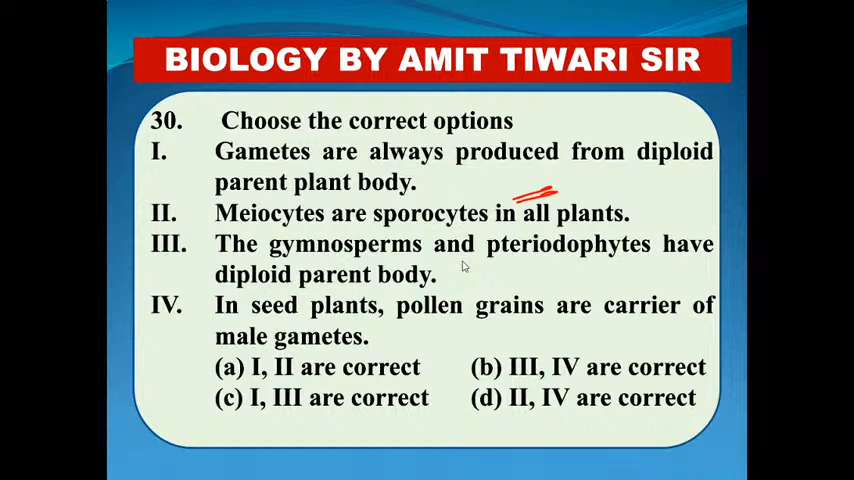 BIOLOGY BY AMIT TIWARI SIR
30. Choose the correct options
I. Gametes are always produced from diploid
parent plant body.
II. Meiocytes are sporocytes in all plants.
III. The gymnosperms and pteriodophytes have
diploid parent body.
IV. In seed plants, pollen grains are carrier of
male gametes.
(a) I, II are correct (b) III, IV are correct
(c) I, III are correct (d) II, IV are correct